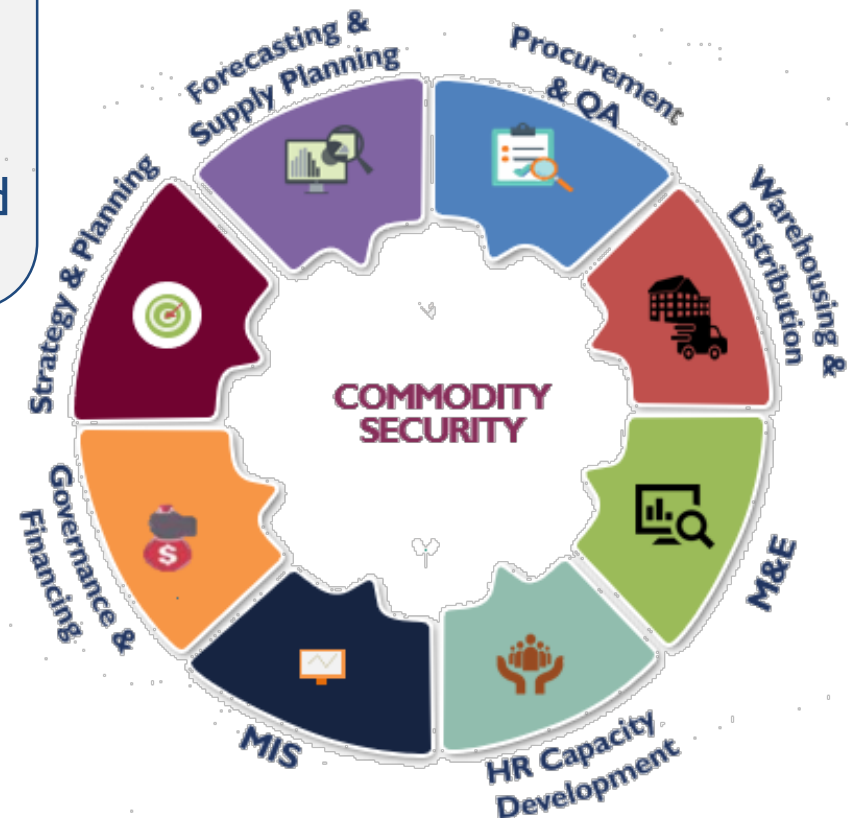 Forecasting &
Supply Planning
Procurement
& QA
Warehousing &
Distribution
M&E
HR Capacity
Development
MIS
Governance &
Financing
Strategy & Planning
COMMODITY
SECURITY
$